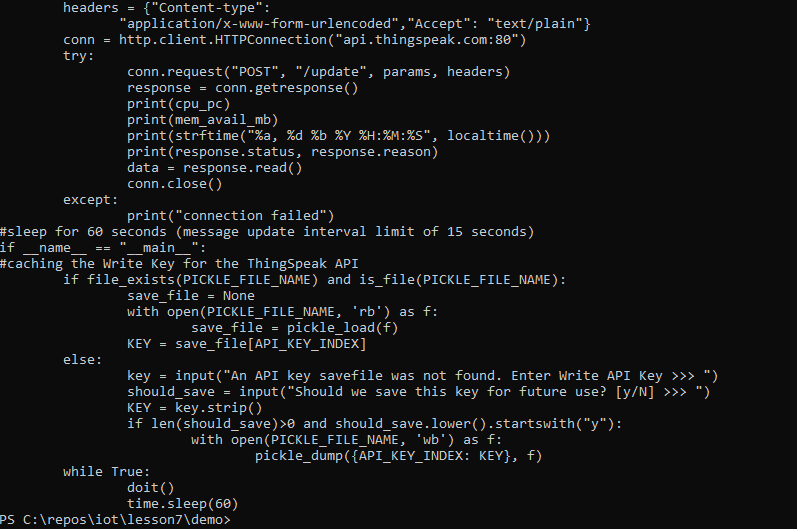 headers = {"Content-type":
"application/x-www-form-urlencoded","Accept": "text/plain"}
conn = http.client.HTTPConnection("api.thingspeak.com:80")
try:
conn.request("POST", "/update", params, headers)
response = conn.getresponse()
print(cpu_pc)
print(mem_avail_mb)
print(strftime("%a, %d %b %Y %H:%M:%S", localtime()))
print(response.status, response.reason)
data = response.read()
conn.close()
except:
print("connection failed")
#sleep for 60 seconds (message update interval limit of 15 seconds)
if __name__ == "__main__":
#caching the Write Key for the ThingSpeak API
if file_exists(PICKLE_FILE_NAME) and is_file(PICKLE_FILE_NAME):
save_file = None
with open(PICKLE_FILE_NAME, 'rb') as f:
save_file = pickle_load(f)
KEY = save_file[API_KEY_INDEX]
else:
key = input("An API key savefile was not found. Enter Write API Key >>> ")
should_save = input("Should we save this key for future use? [y/N] >>> ")
KEY = key.strip()
if len(should_save)>0 and should_save.lower().startswith("y"):
with open(PICKLE_FILE_NAME, 'wb') as f:
pickle_dump({API_KEY_INDEX: KEY}, f)
while True:
doit()
time.sleep(60)
PS C:\repos\iot\lesson7\demo>